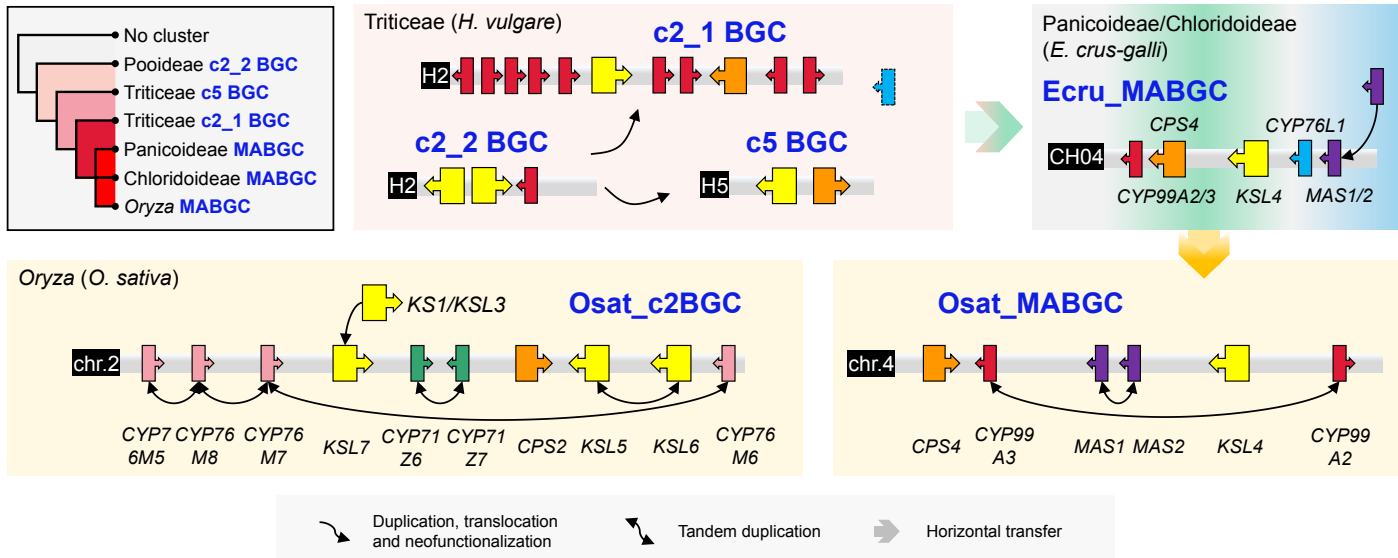 No cluster
Pooideae c2_2 BGC
Triticeae c5 BGC
Triticeae c2_1 BGC
Panicoideae MABGC
Chloridoideae MABGC
Oryza MABGC
Triticeae (H. vulgare)
c2_1 BGC
H2
c2_2 BGC
H2
c5 BGC
H5
Panicoideae/Chloridoideae
(E. crus-galli)
Ecru_MABGC
CPS4
CYP76L1
CH04
CYP99A2/3
KSL4
MAS1/2
Oryza (O. sativa)
KS1/KSL3
Osat_c2BGC
chr.2
CYP7
6M5
CYP76
M8
CYP76
M7
KSL7
CYP71
Z6
CYP71
Z7
CPS2
KSL5
KSL6
CYP76
M6
Osat_MABGC
chr.4
CPS4
CYP99
A3
MAS1
MAS2
KSL4
CYP99
A2
Duplication, translocation
and neofunctionalization
Tandem duplication
Horizontal transfer